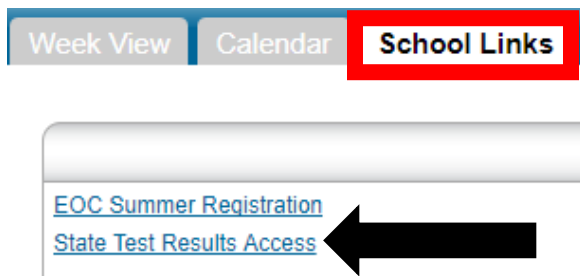 Week View Calendar School Links
EOC Summer Registration
State Test Results Access